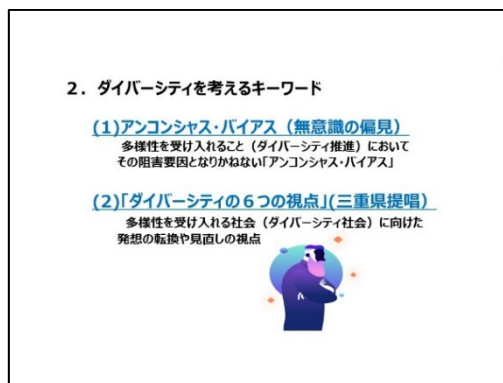 ２．ダイバーシティを考えるキーワード
(1)アンコンシャス・バイアス（無意識の偏見）
多様性を受け入れること（ダイバーシティ推進）において
その阻害要因となりかねない「アンコンシャス・バイアス」
(2)「ダイバーシティの６つの視点」(三重県提唱）
多様性を受け入れる社会（ダイバーシティ社会）に向けた
発想の転換や見直しの視点